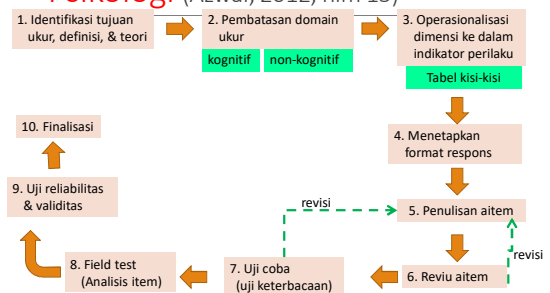 Psikologi (Azwar, 2012, hlm 15)
1. Identifikasi tujuan
ukur, definisi, & teori
2. Pembatasan domain
ukur
kognitif
non-kognitif
3. Operasionalisasi
dimensi ke dalam
indikator perilaku
Tabel kisi-kisi
4. Menetapkan
format respons
5. Penulisan aitem
revisi
6. Reviu aitem
revisi
7. Uji coba
(uji keterbacaan)
8. Field test
(Analisis item)
9. Uji reliabilitas
& validitas
10. Finalisasi